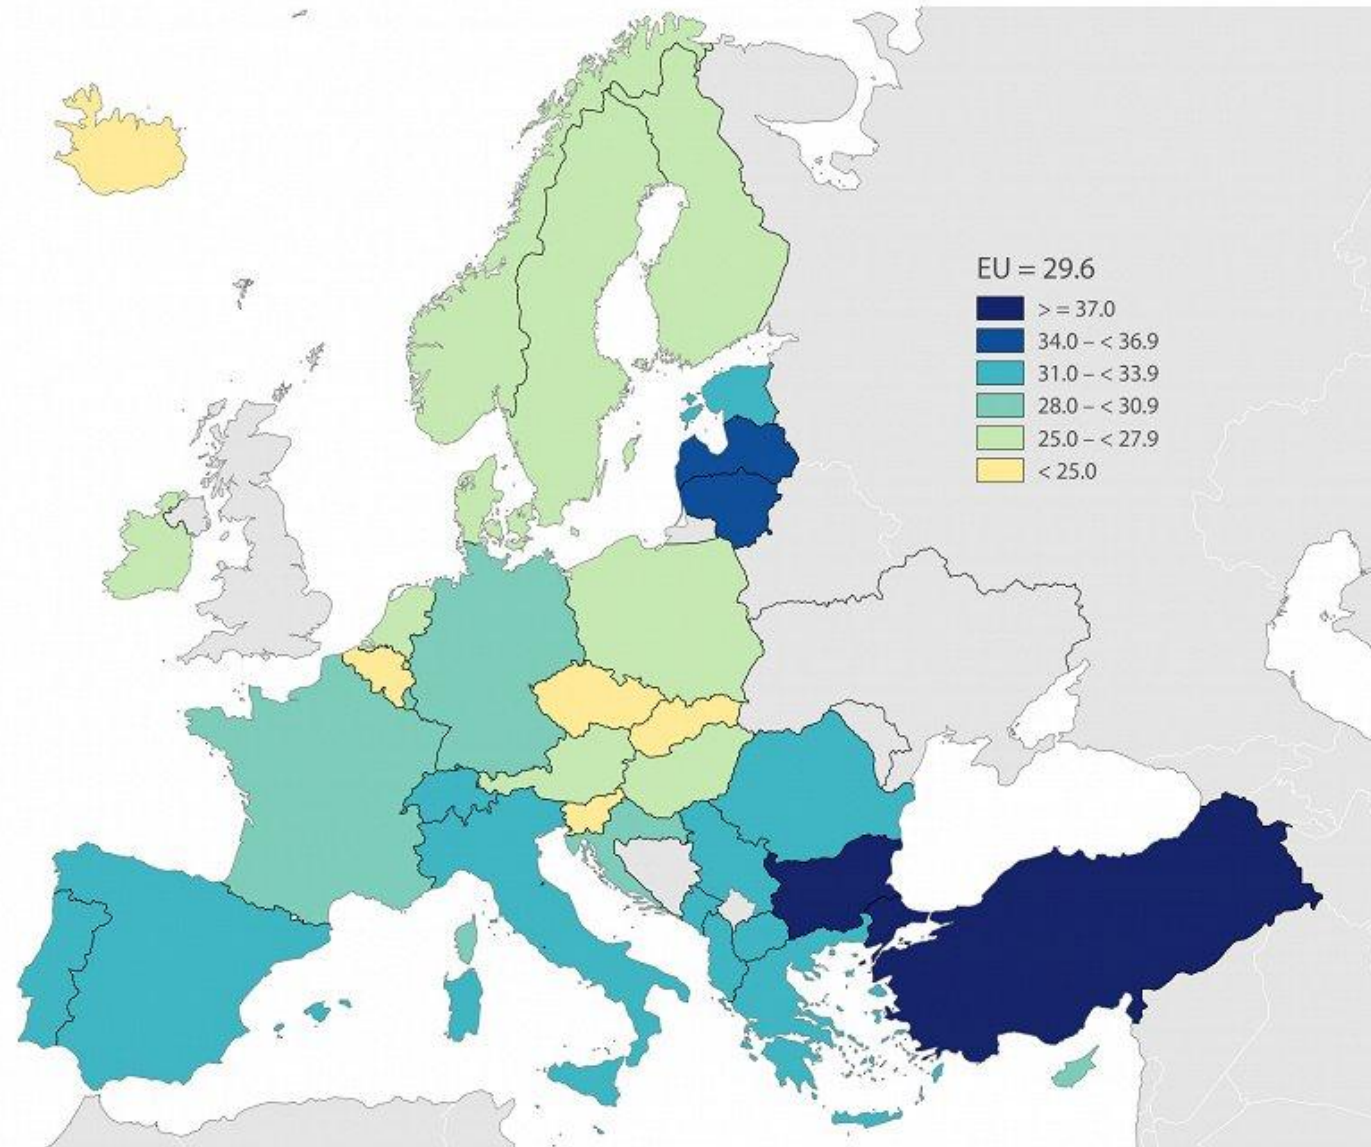 EU = 29.6
> = 37.0
34.0 – < 36.9
31.0 – < 33.9
28.0 – < 30.9
25.0 – < 27.9
< 25.0